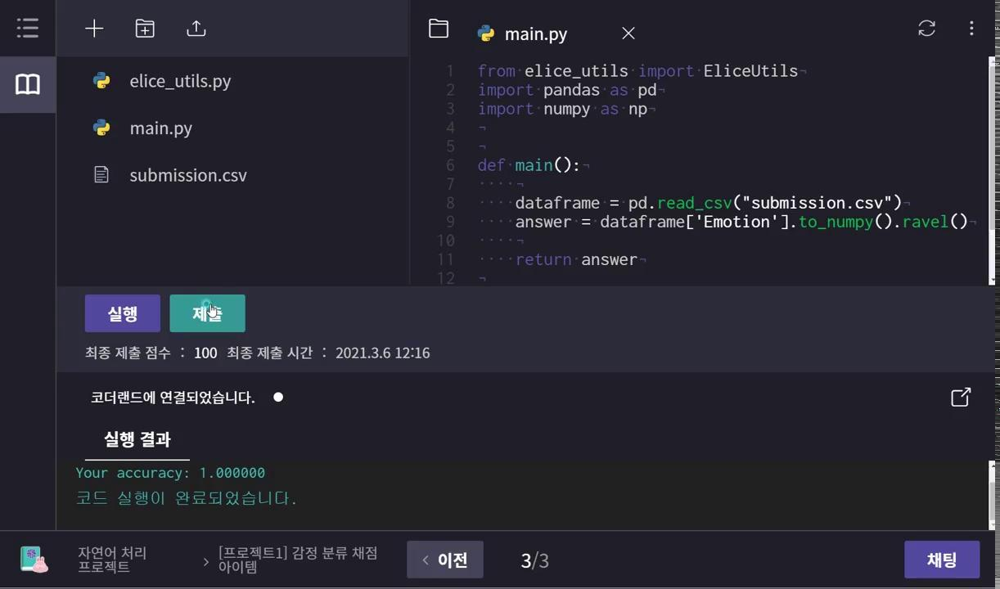 elice_utils.py
main.py
submission.csv
main.py
1 from elice_utils import EliceUtils
2 import pandas as pd
3 import numpy as np
4
5
6 def main():
7
8     dataframe = pd.read_csv("submission.csv")
9     answer = dataframe['Emotion'].to_numpy().ravel()
10
11     return answer
12
실행 제출
최종 제출 점수 : 100 최종 제출 시간 : 2021.3.6 12:16
코더랜드에 연결되었습니다.
실행 결과
Your accuracy: 1.000000
코드 실행이 완료되었습니다.
자연어 처리
프로젝트
> [프로젝트1] 감정 분류 채점
아이템
< 이전
3/3
채팅